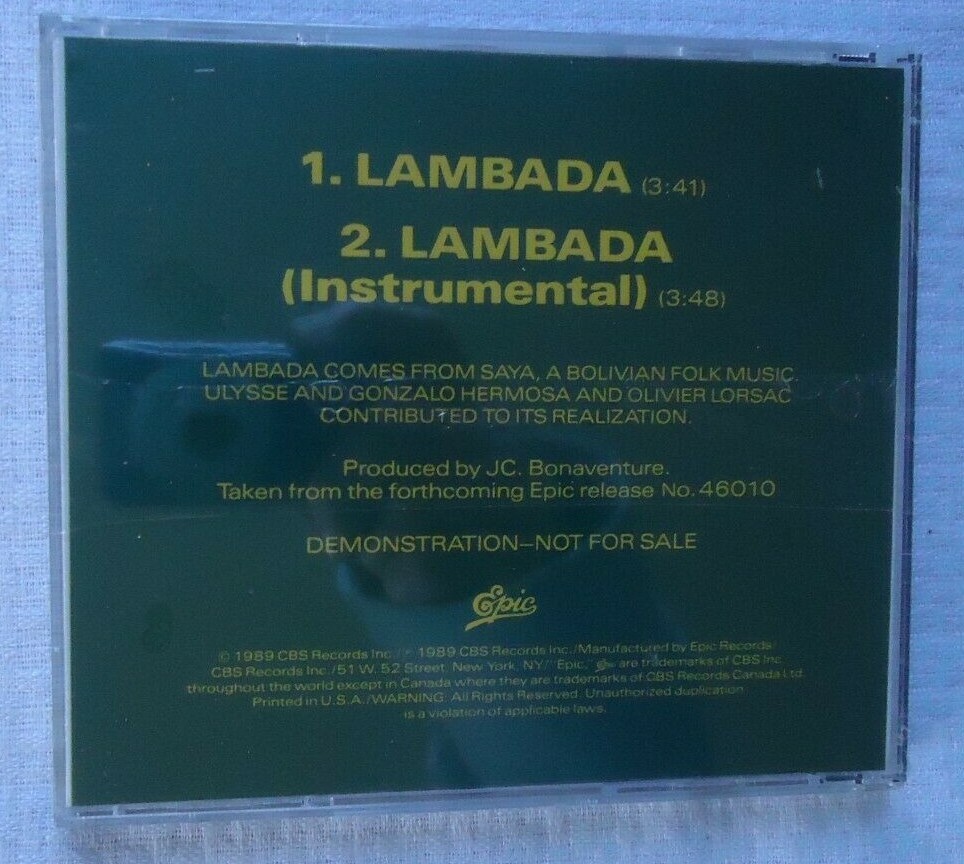 1. LAMBADA (3:41)
2. LAMBADA
(Instrumental) (3:48)
LAMBADA COMES FROM SAYA, A BOLIVIAN FOLK MUSIC.
ULYSSE AND GONZALO HERMOSA AND OLIVIER LORSAC
CONTRIBUTED TO ITS REALIZATION.
Produced by JC. Bonaventure.
Taken from the forthcoming Epic release No. 46010
DEMONSTRATION–NOT FOR SALE
Epic
© 1989 CBS Records Inc./℗ 1989 CBS Records Inc./Manufactured by Epic Records/
CBS Records Inc./51 W. 52 Street, New York, NY/"Epic," Epic are trademarks of CBS Inc.
throughout the world except in Canada where they are trademarks of CBS Records Canada Ltd.
Printed in U.S.A./WARNING: All Rights Reserved. Unauthorized duplication
is a violation of applicable laws.